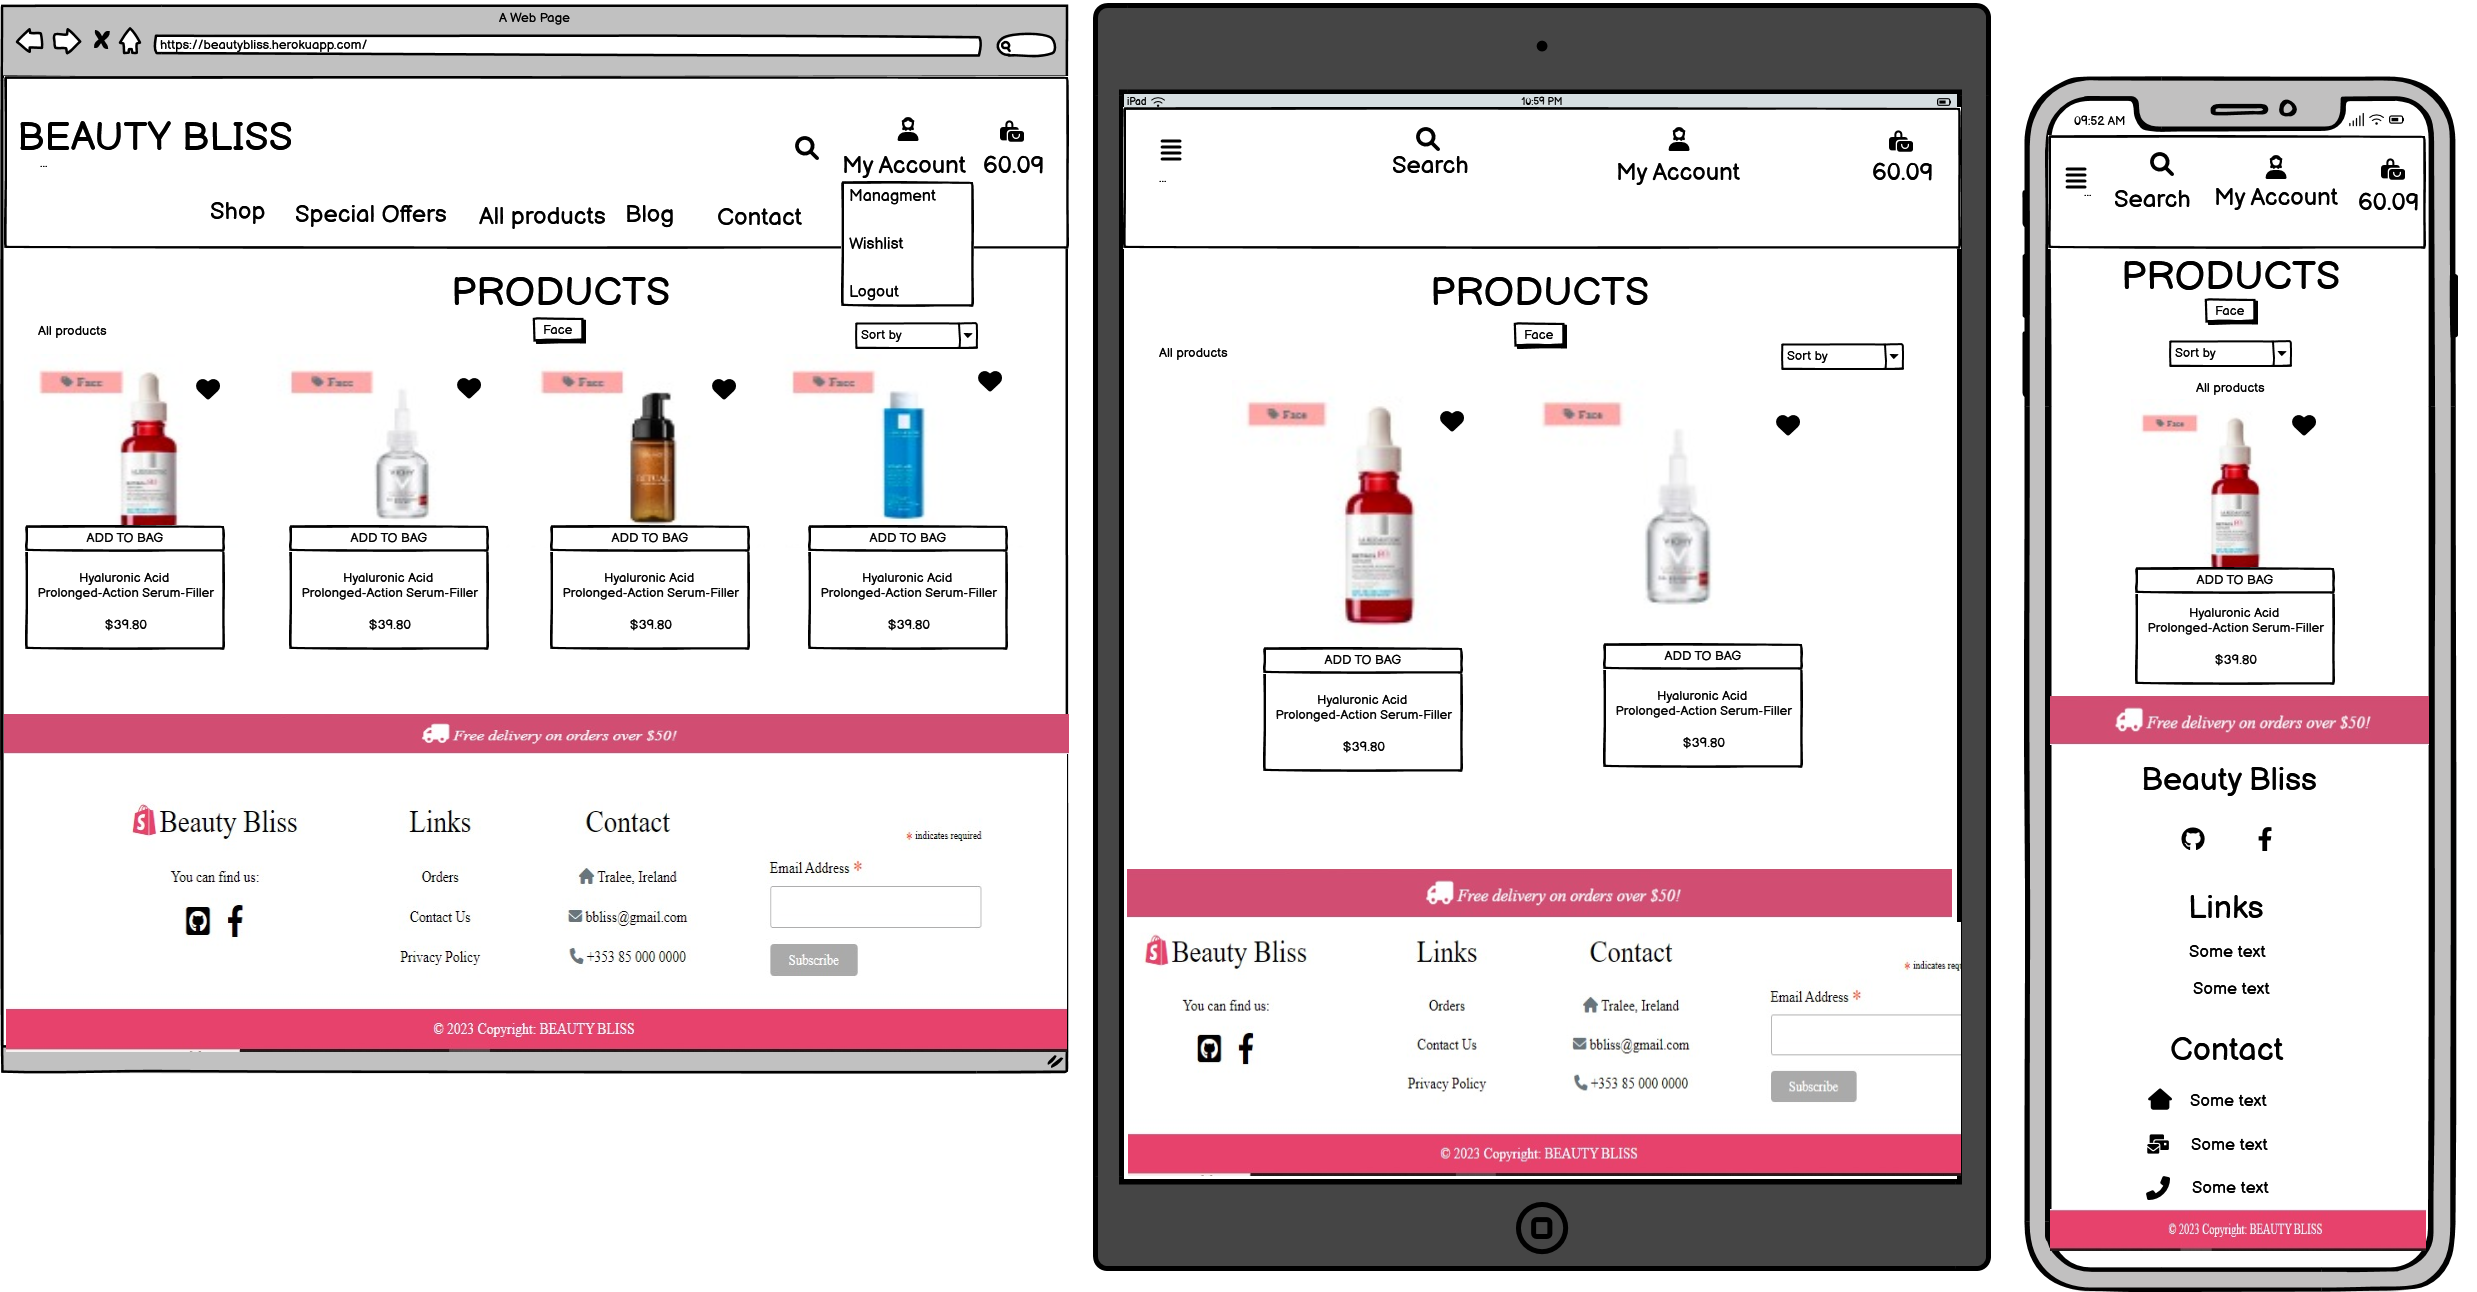 A Web Page
https://beautybliss.herokuapp.com/
BEAUTY BLISS
...
My Account
60.09
Managment
Wishlist
Logout
Shop Special Offers All products Blog Contact
PRODUCTS
Face
All products
Sort by
Face Face Face Face
VICHY
RITUAL
ADD TO BAG ADD TO BAG ADD TO BAG ADD TO BAG
Hyaluronic Acid Hyaluronic Acid Hyaluronic Acid Hyaluronic Acid
Prolonged-Action Serum-Filler Prolonged-Action Serum-Filler Prolonged-Action Serum-Filler Prolonged-Action Serum-Filler
$39.80 $39.80 $39.80 $39.80
Free delivery on orders over $50!
Beauty Bliss
You can find us:
Links
Orders
Contact Us
Privacy Policy
Contact
Tralee, Ireland
bbliss@gmail.com
+353 85 000 0000
* indicates required
Email Address *
Subscribe
© 2023 Copyright: BEAUTY BLISS
iPad
10:59 PM
...
Search
My Account
60.09
PRODUCTS
Face
All products
Sort by
Face Face
VICHY
ADD TO BAG ADD TO BAG
Hyaluronic Acid Hyaluronic Acid
Prolonged-Action Serum-Filler Prolonged-Action Serum-Filler
$39.80 $39.80
Free delivery on orders over $50!
Beauty Bliss
You can find us:
Links
Orders
Contact Us
Privacy Policy
Contact
Tralee, Ireland
bbliss@gmail.com
+353 85 000 0000
* indicates req
Email Address *
Subscribe
© 2023 Copyright: BEAUTY BLISS
09:52 AM
...
Search
My Account
60.09
PRODUCTS
Face
Sort by
All products
Face
ADD TO BAG
Hyaluronic Acid
Prolonged-Action Serum-Filler
$39.80
Free delivery on orders over $50!
Beauty Bliss
Links
Some text
Some text
Contact
Some text
Some text
Some text
© 2023 Copyright: BEAUTY BLISS